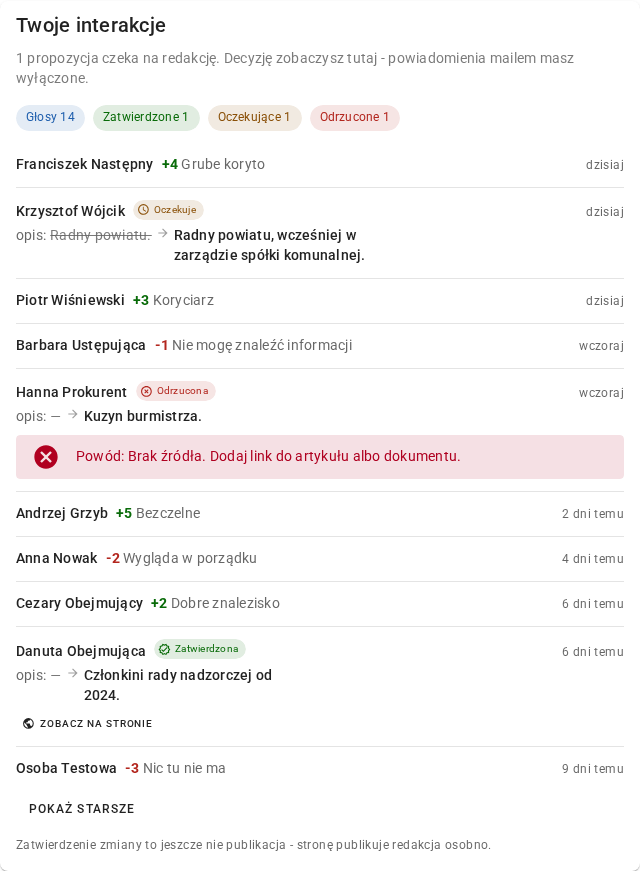 Twoje interakcje
1 propozycja czeka na redakcję. Decyzję zobaczysz tutaj - powiadomienia mailem masz
wyłączone.
Głosy 14 Zatwierdzone 1 Oczekujące 1 Odrzucone 1
Franciszek Następny +4 Grube koryto dzisiaj
Krzysztof Wójcik Oczekuje dzisiaj
opis: Radny powiatu. → Radny powiatu, wcześniej w
zarządzie spółki komunalnej.
Piotr Wiśniewski +3 Koryciarz dzisiaj
Barbara Ustępująca -1 Nie mogę znaleźć informacji wczoraj
Hanna Prokurent Odrzucona wczoraj
opis: — → Kuzyn burmistrza.
Powód: Brak źródła. Dodaj link do artykułu albo dokumentu.
Andrzej Grzyb +5 Bezczelne 2 dni temu
Anna Nowak -2 Wygląda w porządku 4 dni temu
Cezary Obejmujący +2 Dobre znalezisko 6 dni temu
Danuta Obejmująca Zatwierdzona 6 dni temu
opis: — → Członkini rady nadzorczej od
2024.
ZOBACZ NA STRONIE
Osoba Testowa -3 Nic tu nie ma 9 dni temu
POKAŻ STARSZE
Zatwierdzenie zmiany to jeszcze nie publikacja - stronę publikuje redakcja osobno.